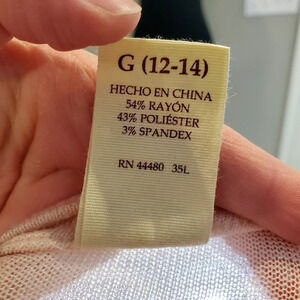 G (12-14)
HECHO EN CHINA
54% RAYÓN
43% POLIÉSTER
3% SPANDEX
RN 44480 35L